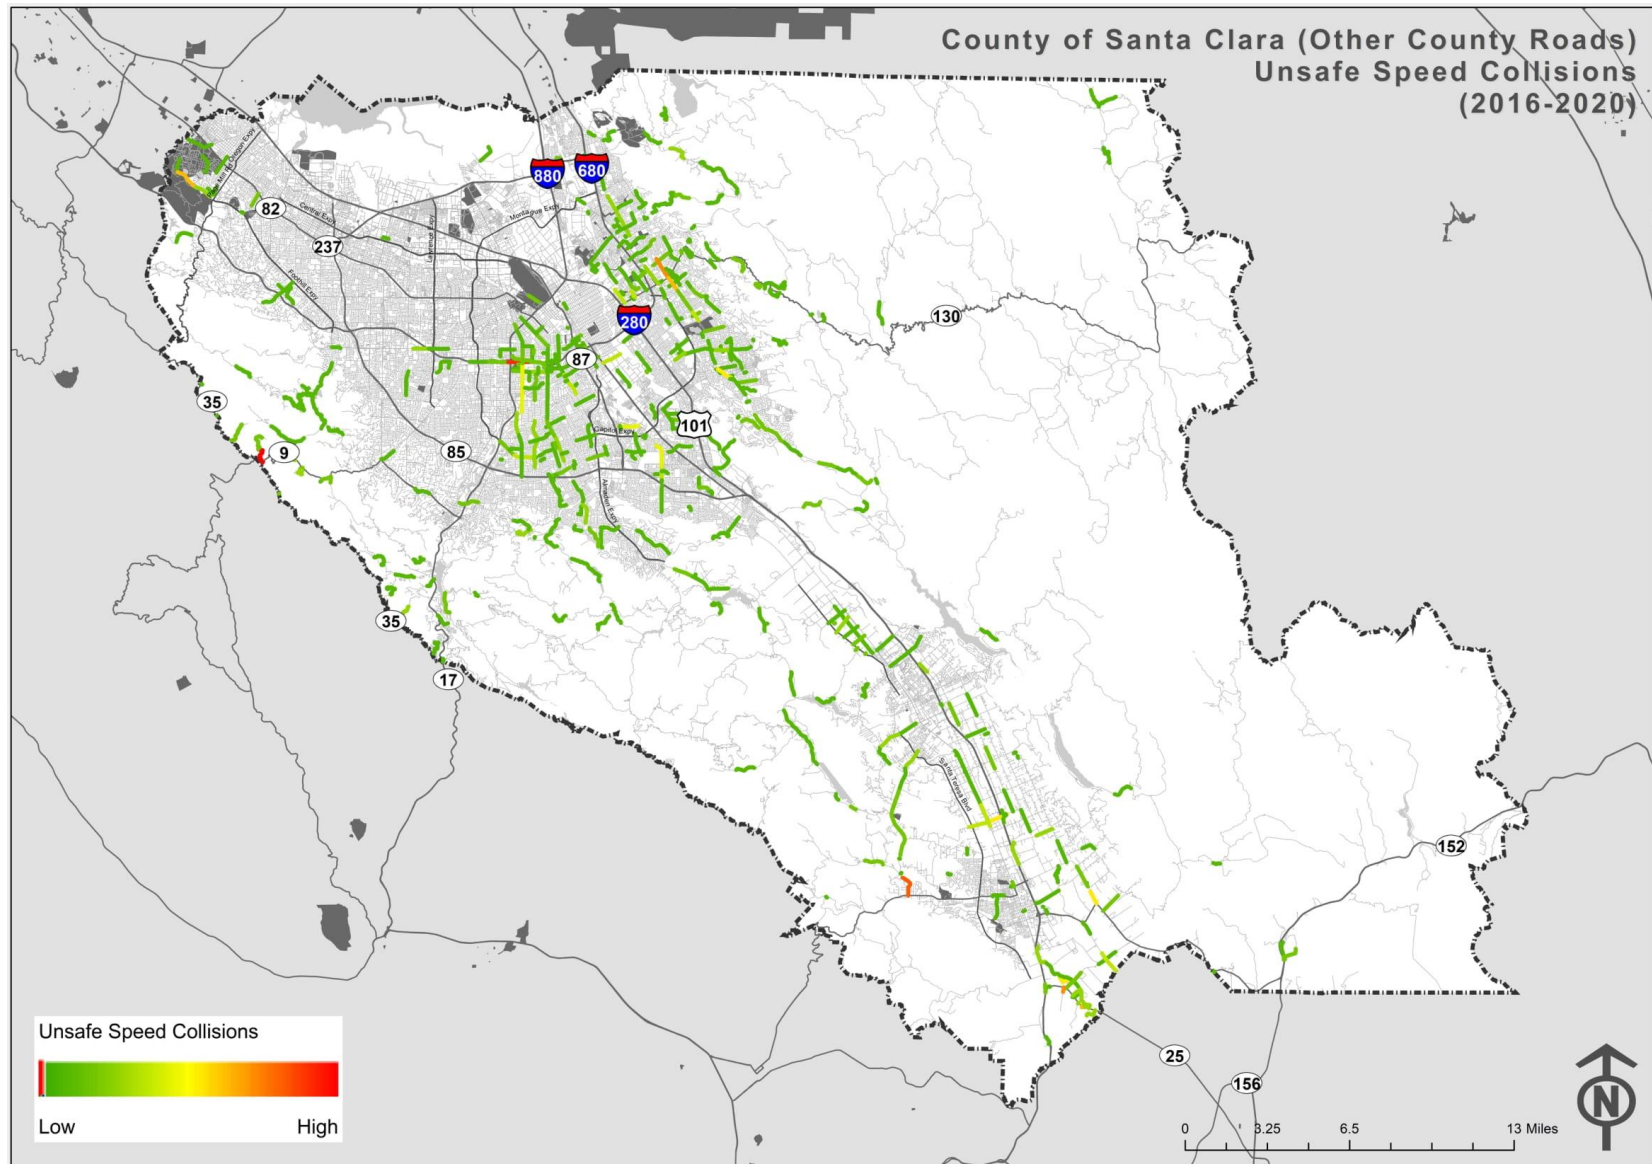 County of Santa Clara (Other County Roads)
Unsafe Speed Collisions
(2016-2020)
Oregon Expy
880
680
82
Central Expy
Montague Expy
237
Lawrence Expy
Foothill Expy
280
130
87
35
101
Capitol Expy
9
85
Almaden Expy
35
17
Santa Teresa Blvd
152
25
156
Unsafe Speed Collisions
Low
High
N
0
3.25
6.5
13 Miles